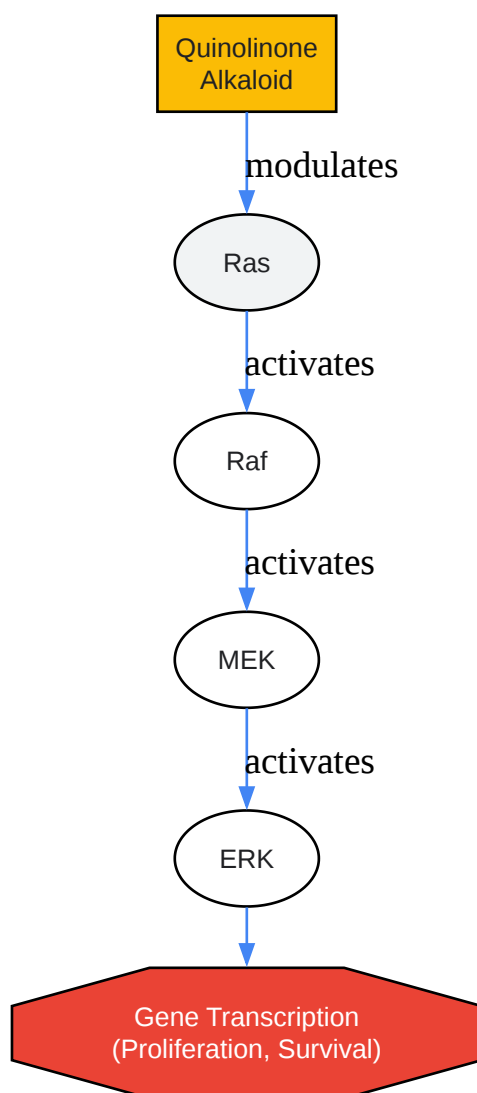 Quinolinone
Alkaloid
modulates
Ras
activates
Raf
activates
MEK
activates
ERK
Gene Transcription
(Proliferation, Survival)